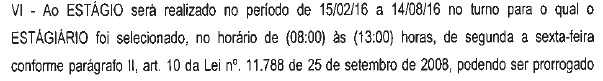 VI - Ao ESTÁGIO será realizado no período de 15/02/16 a 14/08/16 no turno para o qual o
ESTÁGIÁRIO foi selecionado, no horário de (08:00) às (13:00) horas, de segunda a sexta-feira
conforme parágrafo II, art. 10 da Lei nº. 11.788 de 25 de setembro de 2008, podendo ser prorrogado